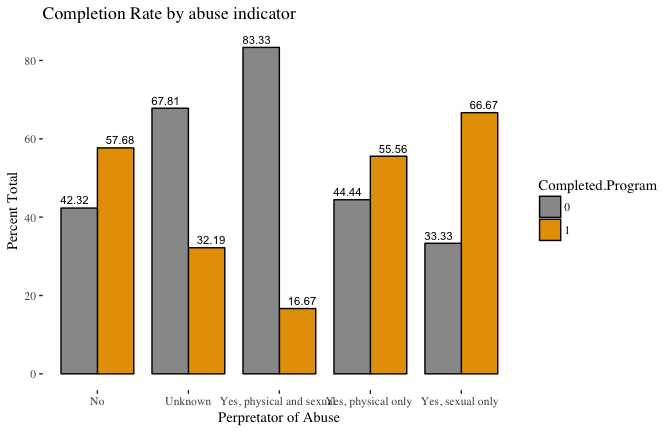 Completion Rate by abuse indicator
Percent Total
80
60
40
20
0
42.32
57.68
67.81
32.19
83.33
16.67
44.44
55.56
33.33
66.67
No
Unknown
Yes, physical and sexual
Yes, physical only
Yes, sexual only
Perpretator of Abuse
Completed.Program
0
1